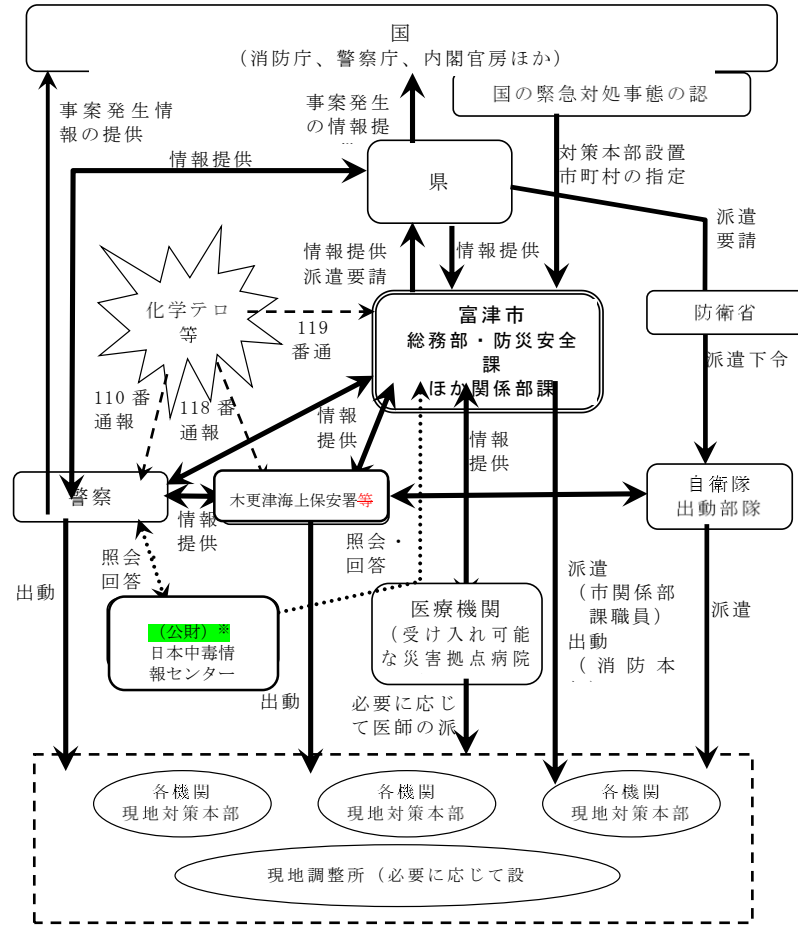 国
（消防庁、警察庁、内閣官房ほか）
国の緊急対処事態の認
事案発生情
報の提供
事案発生
の情報提
情報提供
県
対策本部設置
市町村の指定
派遣
要請
情報提供
派遣要請
情報提供
化学テロ
等
119
番通
富津市
総務部・防災安全
課
ほか関係部課
防衛省
派遣下令
110 番
通報
118 番
通報
情報
提供
情報
提供
警察
木更津海上保安署等
自衛隊
出動部隊
情報
提供
照会
回答
照会・
回答
出動
（公財）※
日本中毒情
報センター
医療機関
（受け入れ可能
な災害拠点病院
派遣
（市関係部
課職員）
出動
（消防本
派遣
出動
必要に応じ
て医師の派
各機関
現地対策本部
各機関
現地対策本部
各機関
現地対策本部
現地調整所（必要に応じて設